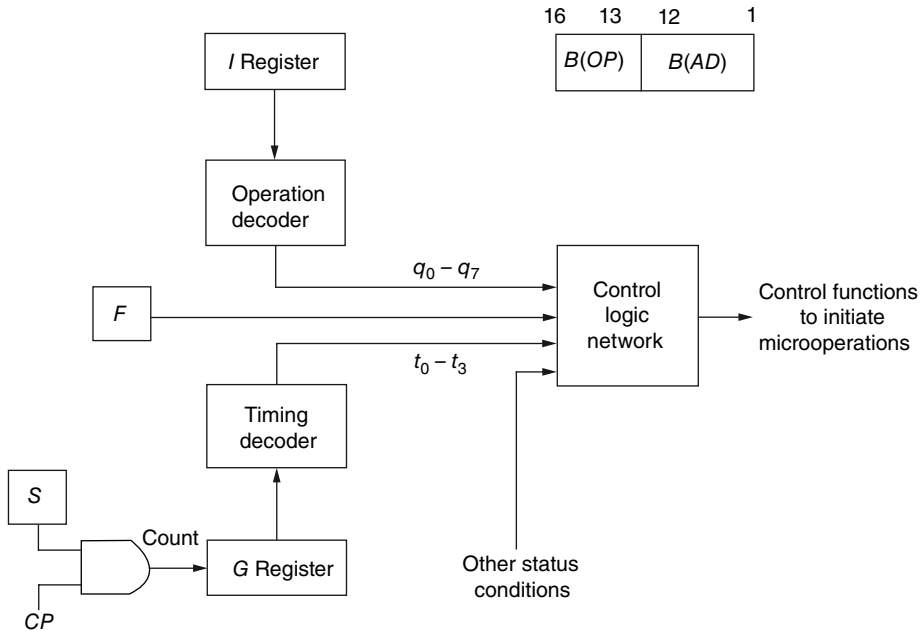 16 13 12 1
B(OP) B(AD)
I Register
Operation
decoder
q0 – q7
F
Control
logic
network
Control functions
to initiate
microoperations
t0 – t3
Timing
decoder
S
Count
G Register
CP
Other status
conditions